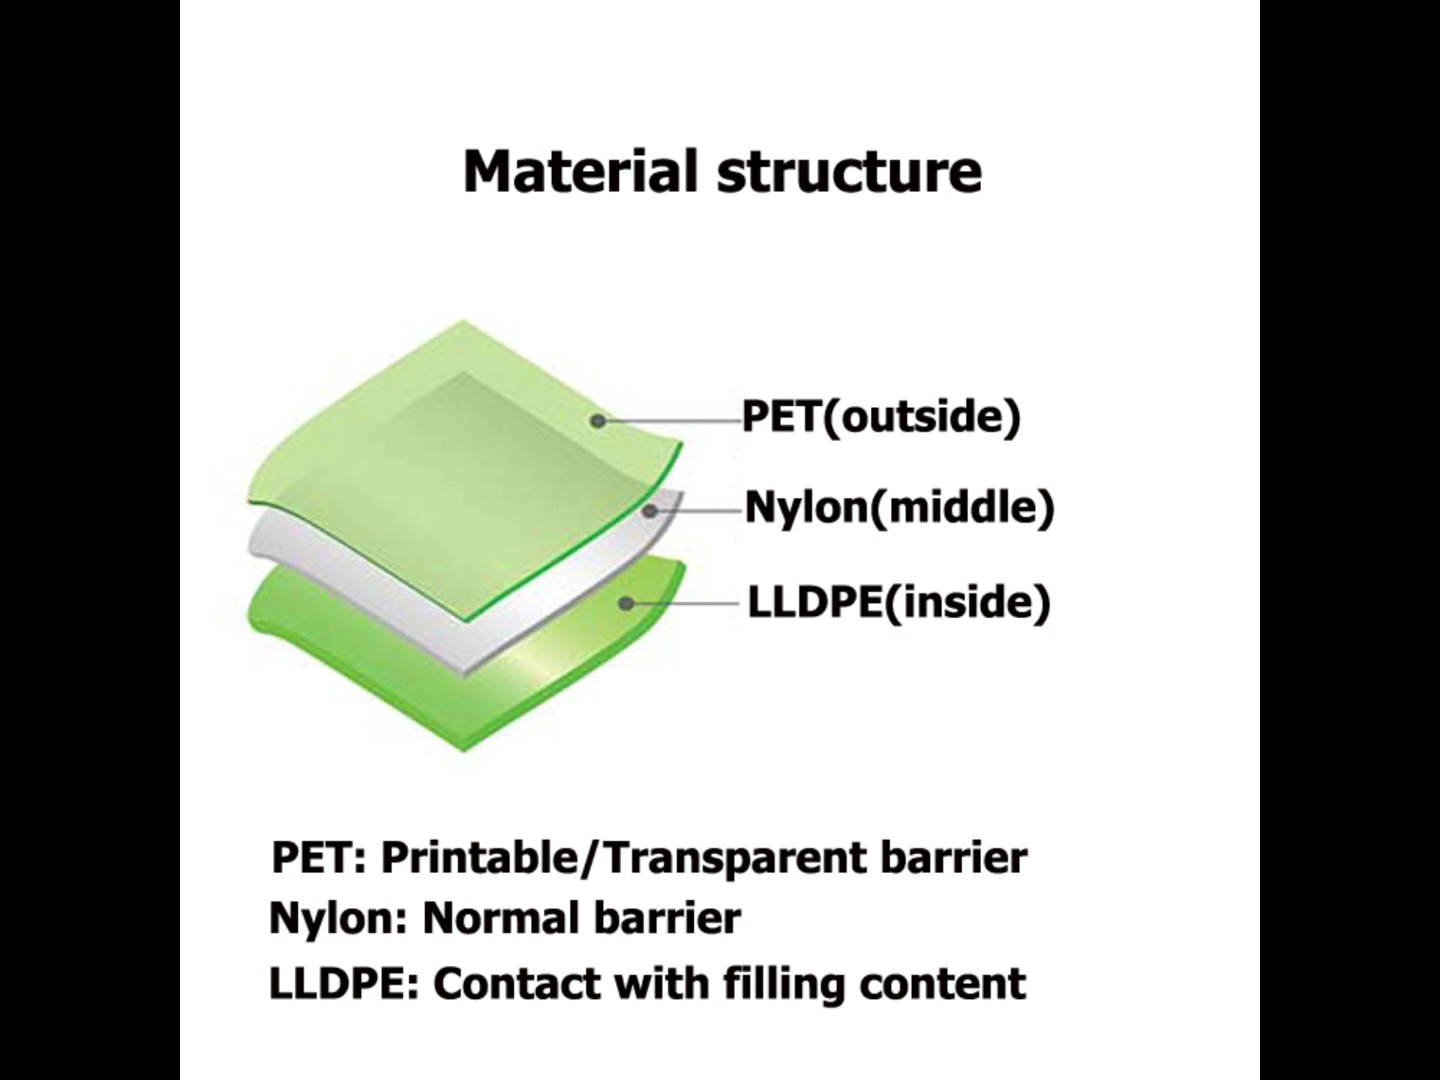 Material structure
PET(outside)
Nylon(middle)
LLDPE(inside)
PET: Printable/Transparent barrier
Nylon: Normal barrier
LLDPE: Contact with filling content